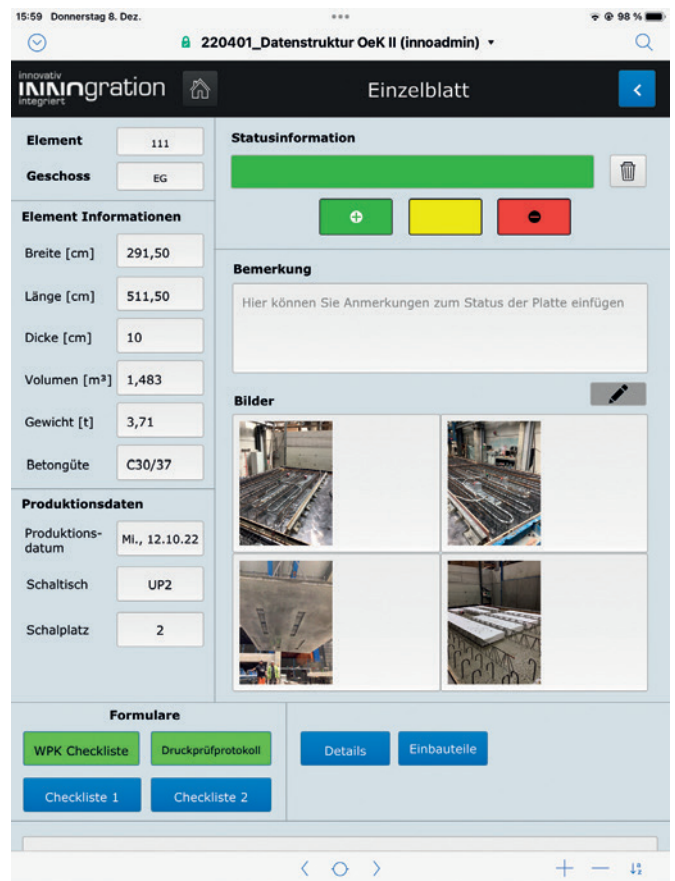 15:59 Donnerstag 8. Dez.
98 %
220401_Datenstruktur OeK II (innoadmin)
innovativ
INNINgration
integriert
Einzelblatt
Element
111
Geschoss
EG
Statusinformation
Element Informationen
Breite [cm]
291,50
Länge [cm]
511,50
Dicke [cm]
10
Volumen [m³]
1,483
Gewicht [t]
3,71
Betongüte
C30/37
Bemerkung
Hier können Sie Anmerkungen zum Status der Platte einfügen
Bilder
Produktionsdaten
Produktions-
datum
Mi., 12.10.22
Schaltisch
UP2
Schalplatz
2
Formulare
WPK Checkliste
Druckprüfprotokoll
Details
Einbauteile
Checkliste 1
Checkliste 2